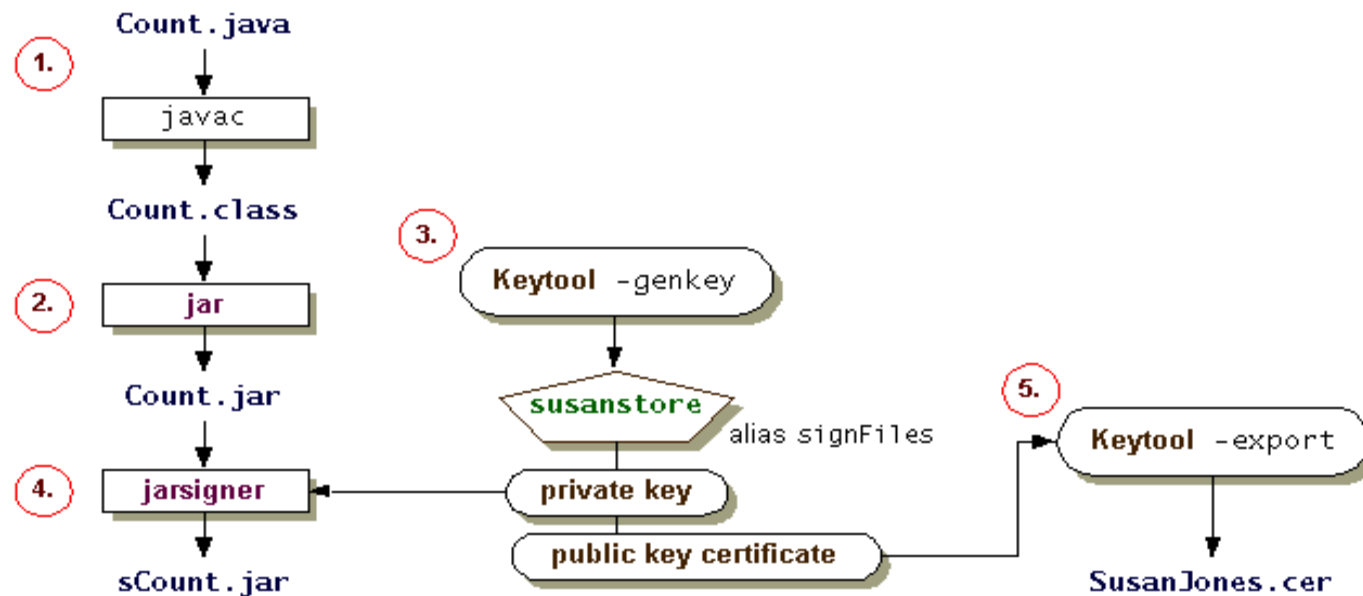 Count.java
1.
javac
Count.class
3.
Keytool -genkey
2.
jar
Count.jar
susanstore
alias signFiles
5.
Keytool -export
4.
jarsigner
private key
public key certificate
sCount.jar
SusanJones.cer